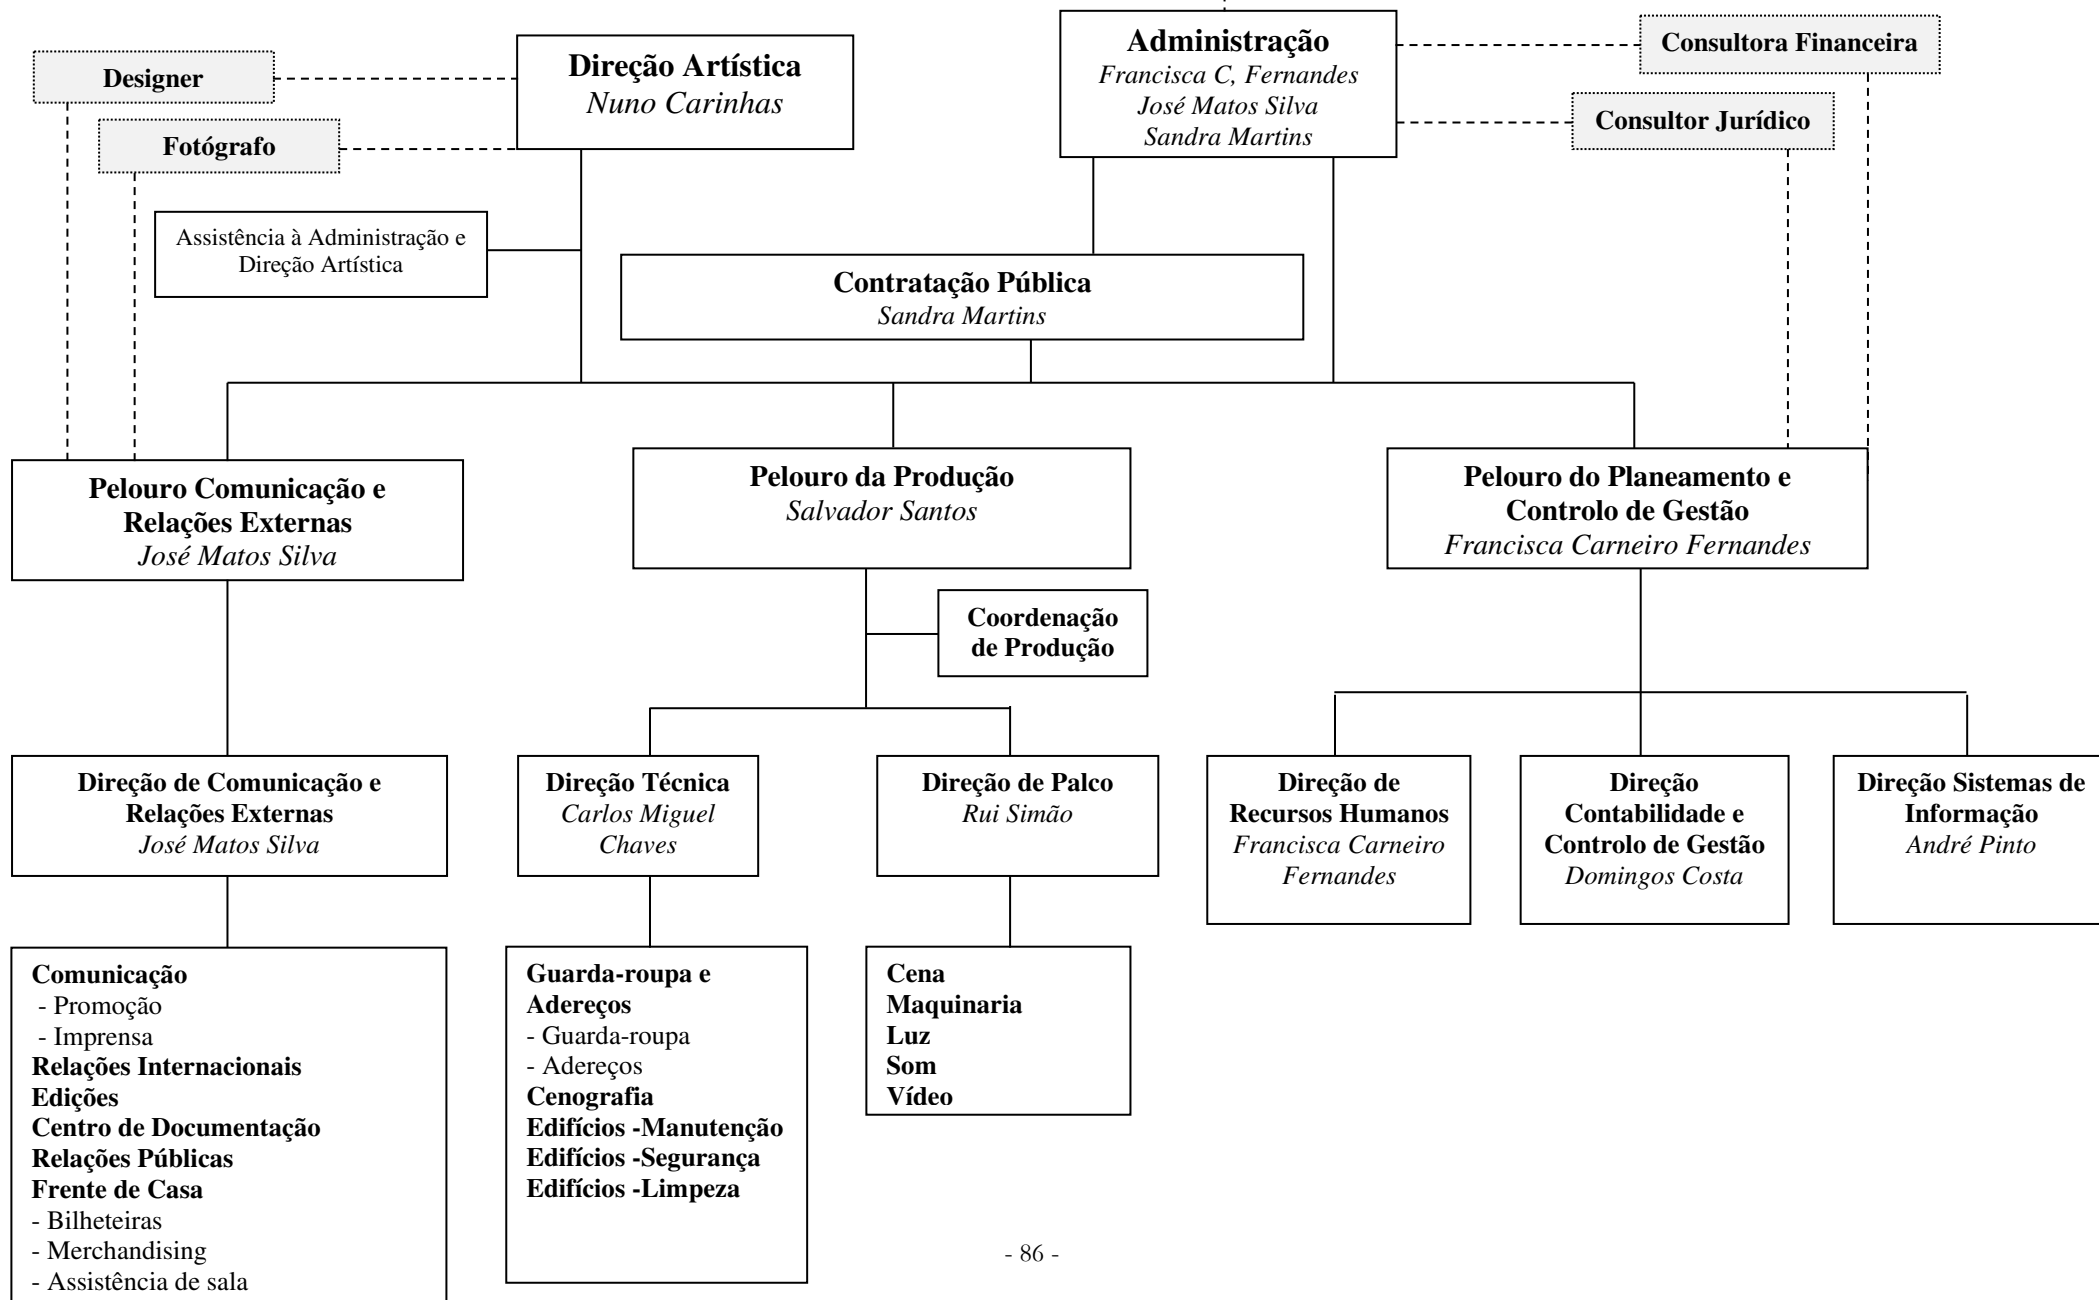 Designer
Fotógrafo
Direção Artística
Nuno Carinhas
Administração
Francisca C, Fernandes
José Matos Silva
Sandra Martins
Consultora Financeira
Consultor Jurídico
Assistência à Administração e
Direção Artística
Contratação Pública
Sandra Martins
Pelouro Comunicação e
Relações Externas
José Matos Silva
Pelouro da Produção
Salvador Santos
Pelouro do Planeamento e
Controlo de Gestão
Francisca Carneiro Fernandes
Coordenação
de Produção
Direção de Comunicação e
Relações Externas
José Matos Silva
Direção Técnica
Carlos Miguel
Chaves
Direção de Palco
Rui Simão
Direção de
Recursos Humanos
Francisca Carneiro
Fernandes
Direção
Contabilidade e
Controlo de Gestão
Domingos Costa
Direção Sistemas de
Informação
André Pinto
Comunicação
- Promoção
- Imprensa
Relações Internacionais
Edições
Centro de Documentação
Relações Públicas
Frente de Casa
- Bilheteiras
- Merchandising
- Assistência de sala
Guarda-roupa e
Adereços
- Guarda-roupa
- Adereços
Cenografia
Edifícios -Manutenção
Edifícios -Segurança
Edifícios -Limpeza
Cena
Maquinaria
Luz
Som
Vídeo
- 86 -